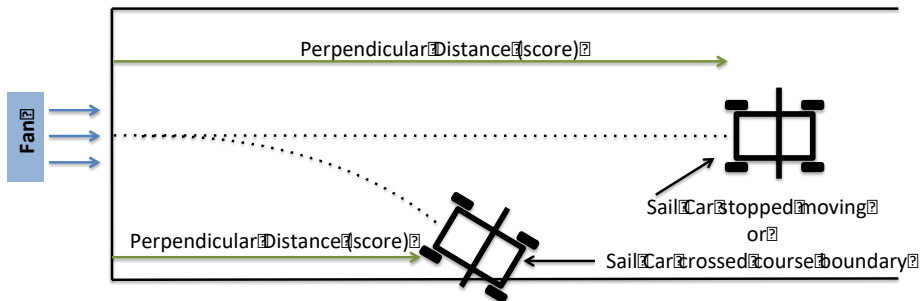 Perpendicular Distance (score)
Fan
Sail Car stopped moving
or
Perpendicular Distance (score)
Sail Car crossed course boundary